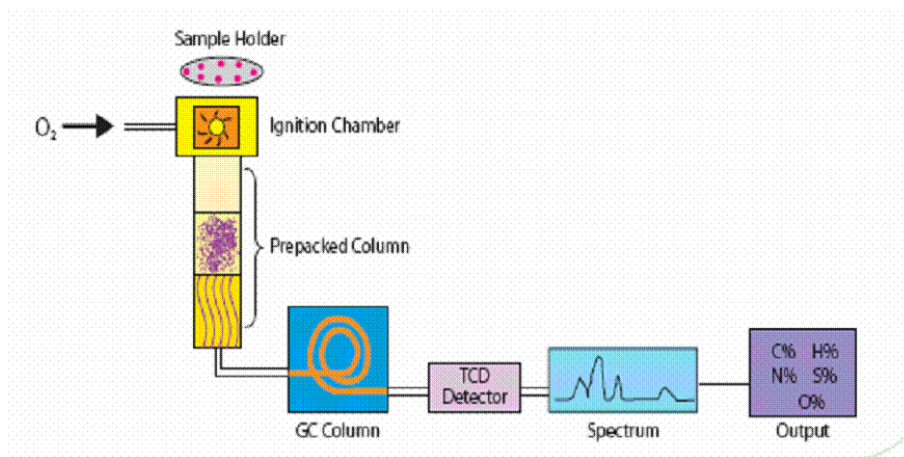 Sample Holder
O₂
Ignition Chamber
Prepacked Column
TCD
Detector
GC Column
Spectrum
C% H%
N% S%
O%
Output